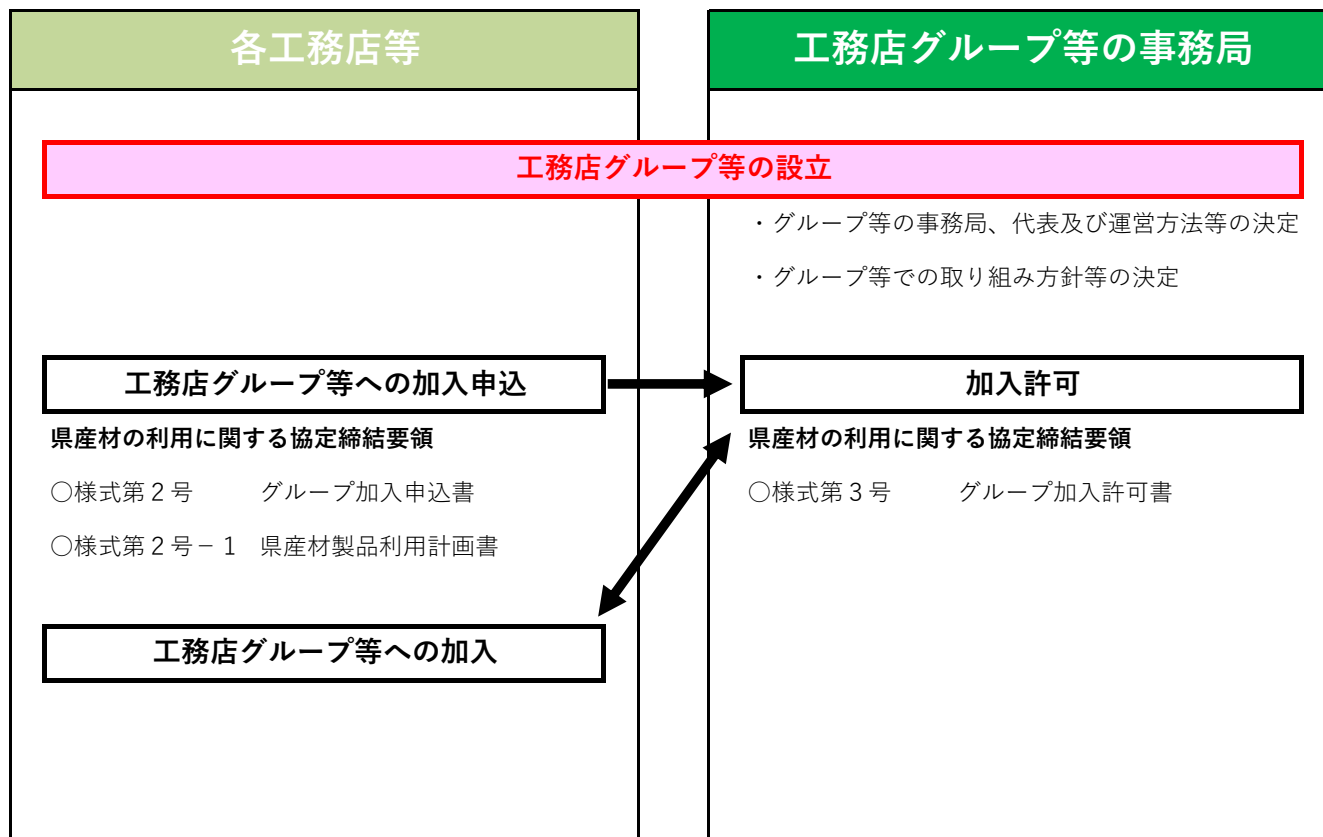 各工務店等
工務店グループ等の事務局
工務店グループ等の設立
・グループ等の事務局、代表及び運営方法等の決定
・グループ等での取り組み方針等の決定
工務店グループ等への加入申込
加入許可
県産材の利用に関する協定締結要領
○様式第２号　　　グループ加入申込書
○様式第２号－１　県産材製品利用計画書
県産材の利用に関する協定締結要領
○様式第３号　　　グループ加入許可書
工務店グループ等への加入